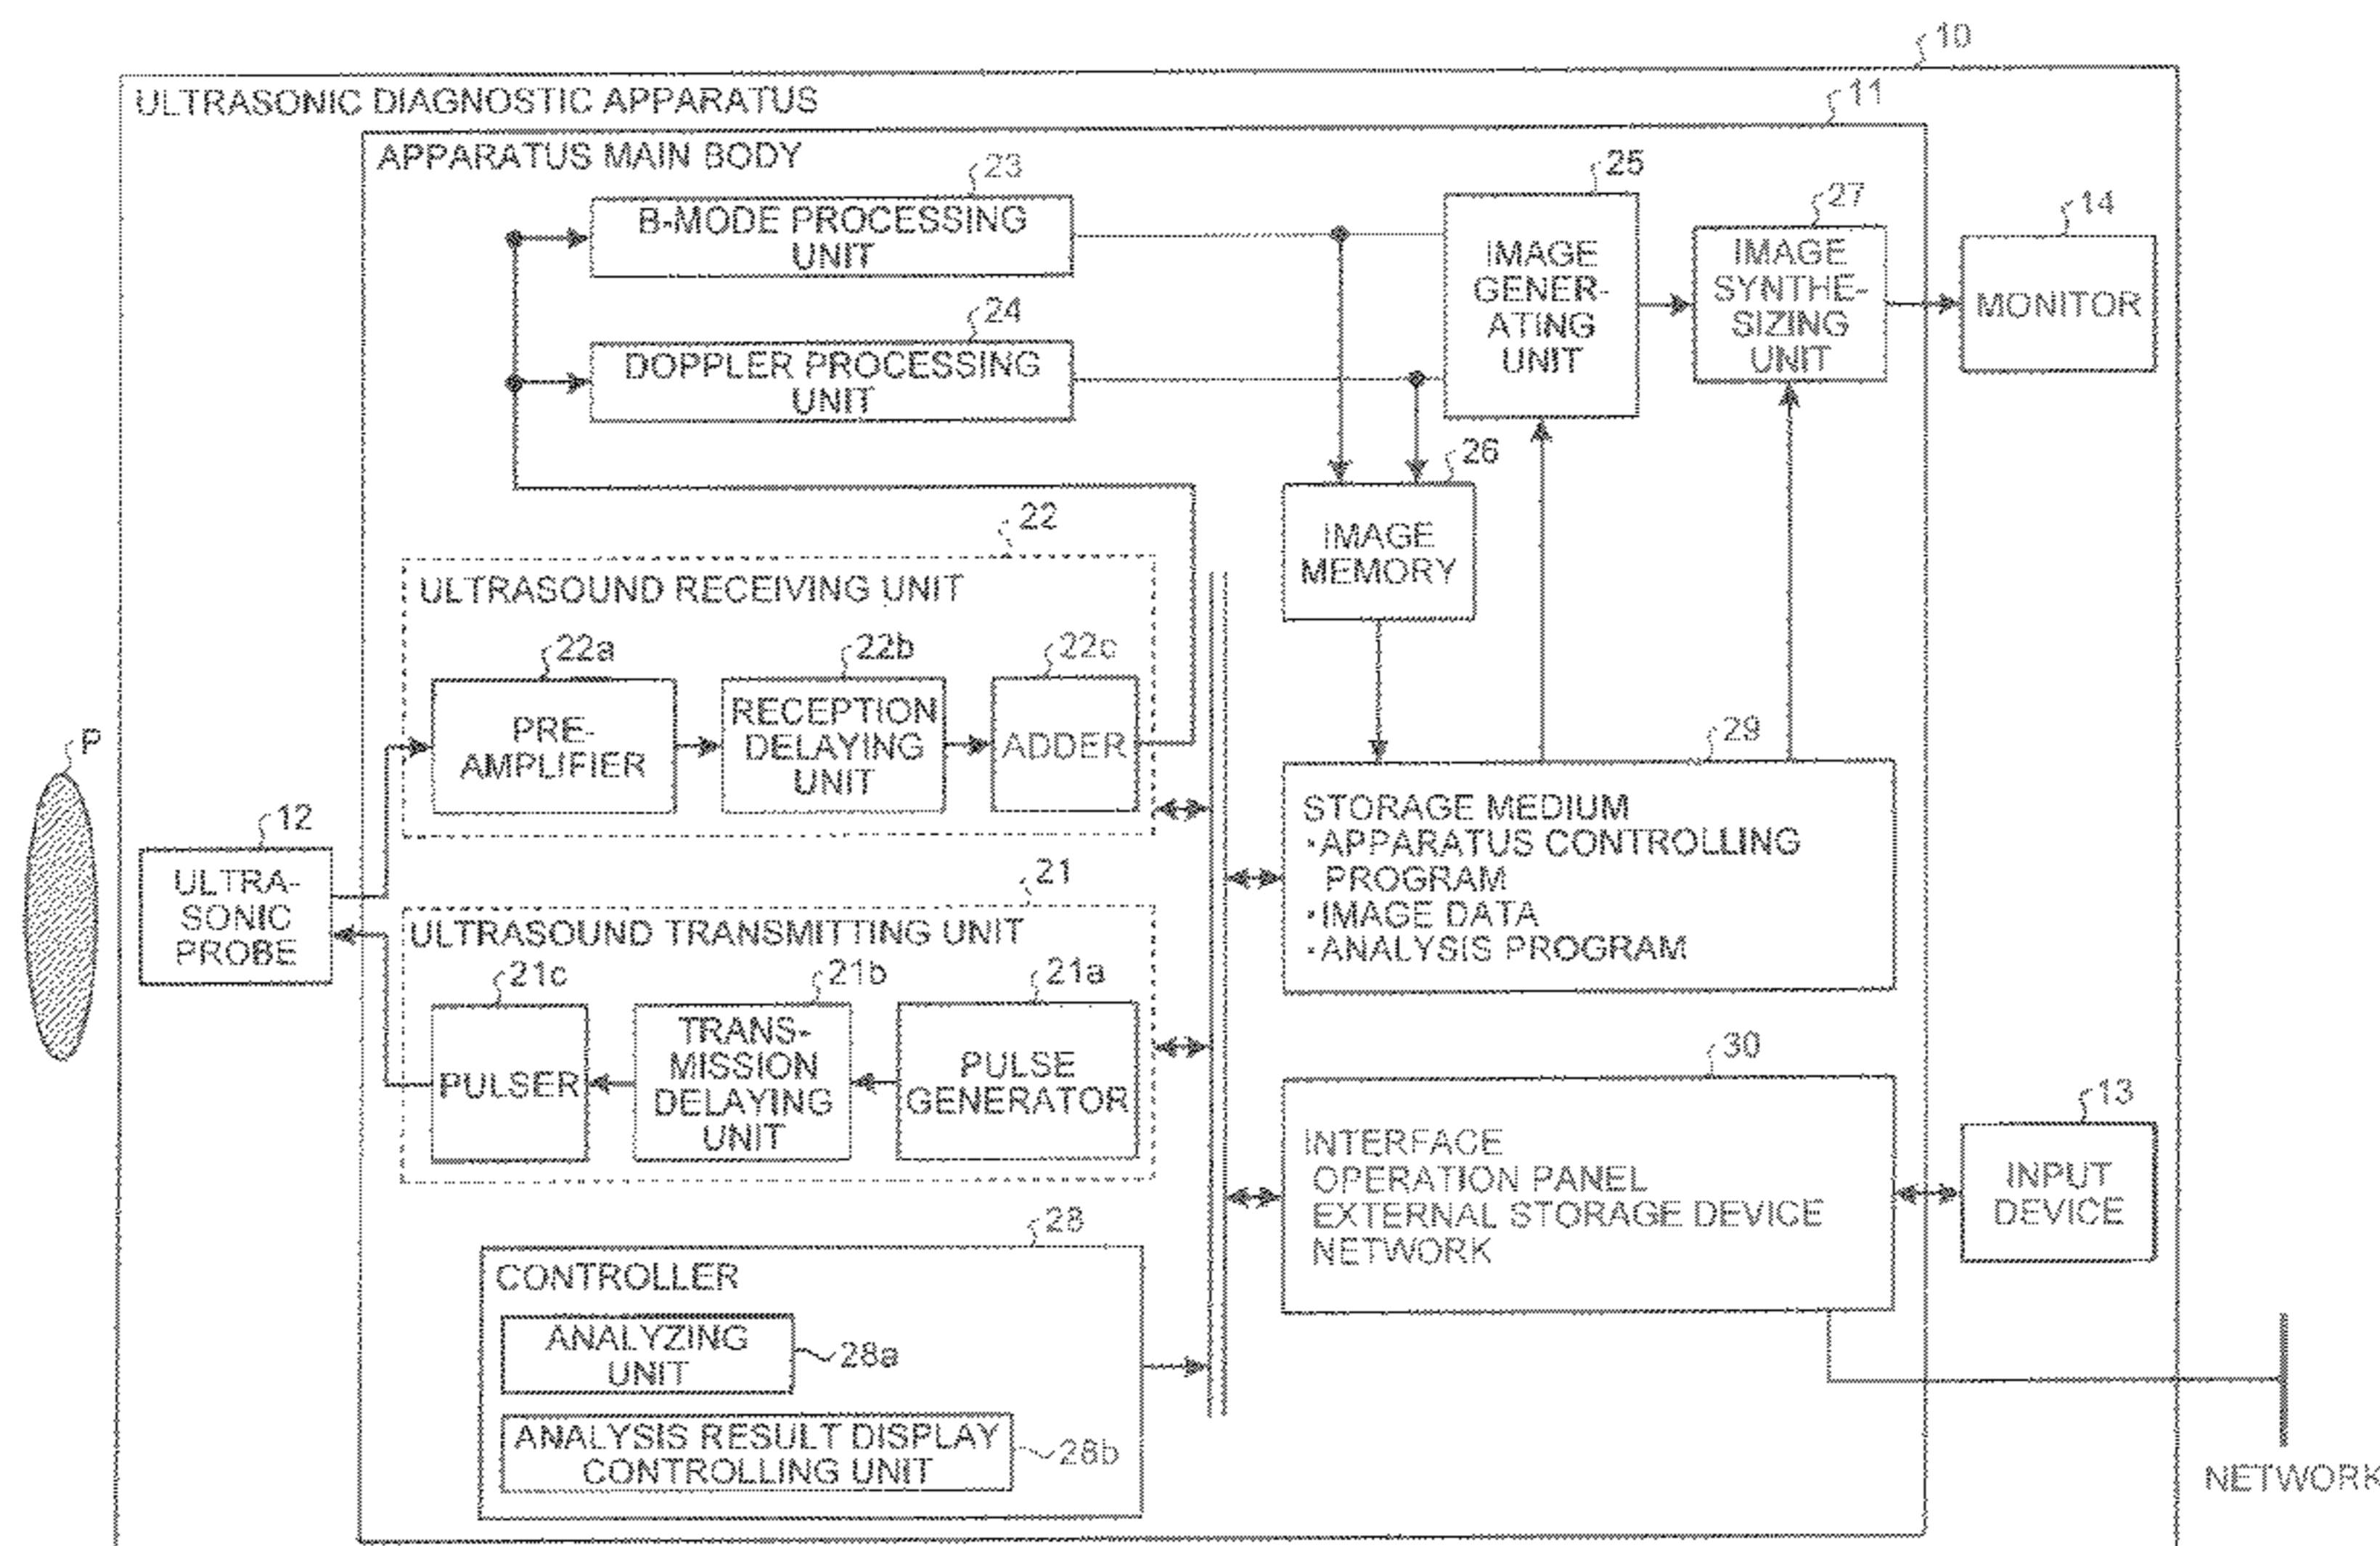 10
ULTRASONIC DIAGNOSTIC APPARATUS
11
APPARATUS MAIN BODY
23
B-MODE PROCESSING
UNIT
24
DOPPLER PROCESSING
UNIT
25
IMAGE
GENER-
ATING
UNIT
27
IMAGE
SYNTHE-
SIZING
UNIT
14
MONITOR
26
IMAGE
MEMORY
22
ULTRASOUND RECEIVING UNIT
22a
PRE-
AMPLIFIER
22b
RECEPTION
DELAYING
UNIT
22c
ADDER
P
12
ULTRA-
SONIC
PROBE
29
STORAGE MEDIUM
·APPARATUS CONTROLLING
PROGRAM
·IMAGE DATA
·ANALYSIS PROGRAM
21
ULTRASOUND TRANSMITTING UNIT
21c
PULSER
21b
TRANS-
MISSION
DELAYING
UNIT
21a
PULSE
GENERATOR
30
INTERFACE
OPERATION PANEL
EXTERNAL STORAGE DEVICE
NETWORK
13
INPUT
DEVICE
28
CONTROLLER
ANALYZING
UNIT
28a
ANALYSIS RESULT DISPLAY
CONTROLLING UNIT
28b
NETWORK